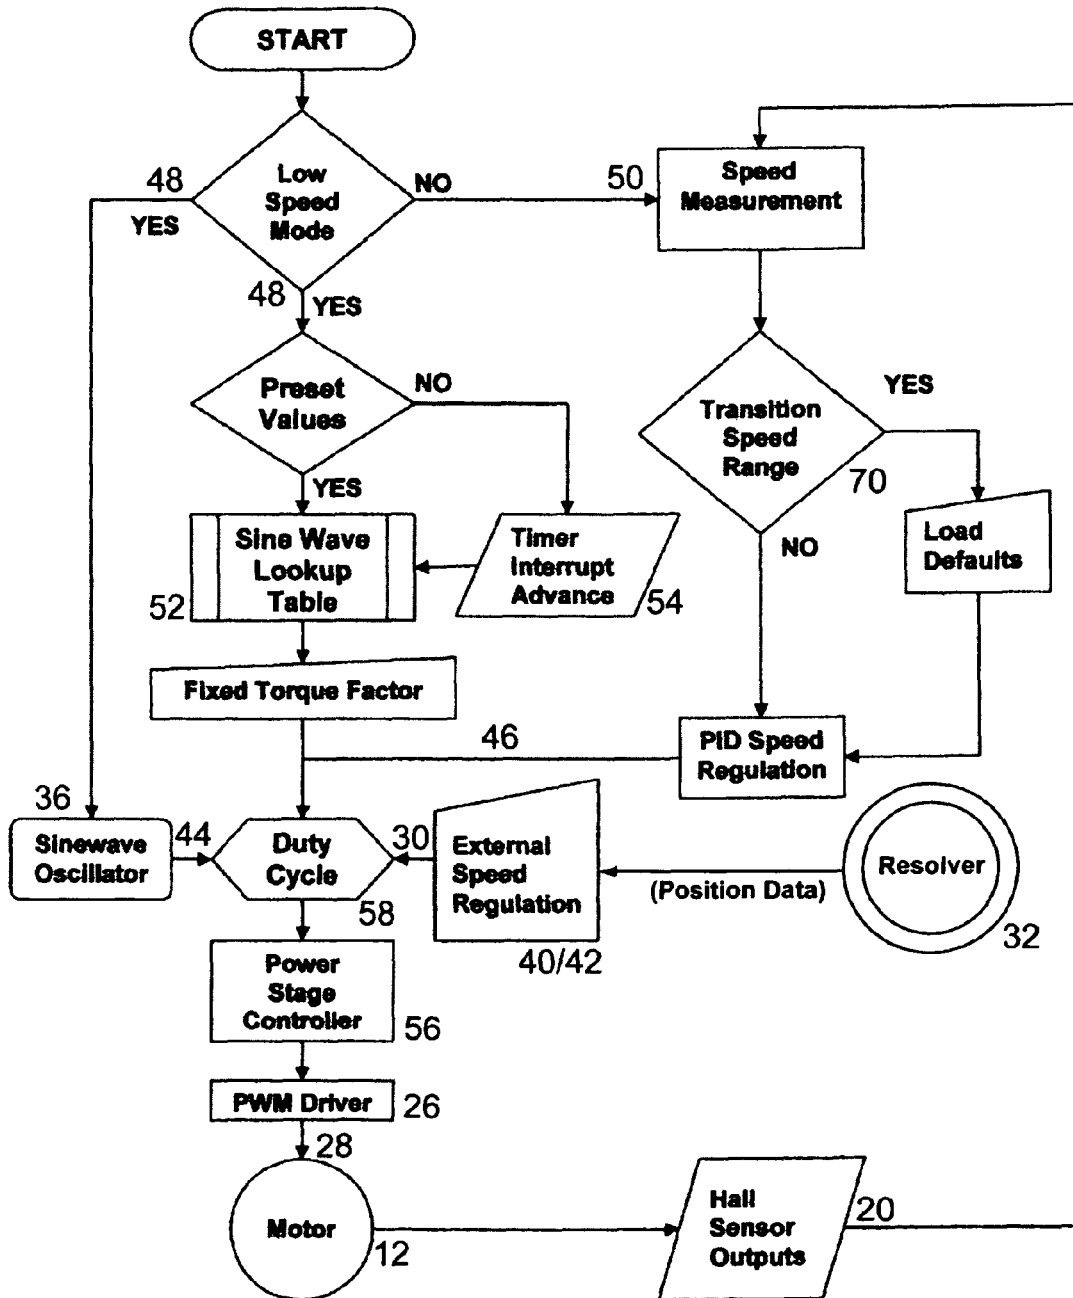 START
Low
Speed
Mode
48
YES
NO
50
Speed
Measurement
48
YES
Preset
Values
NO
YES
Transition
Speed
Range
YES
70
NO
Load
Defaults
Sine Wave
Lookup
Table
52
Timer
Interrupt
Advance
54
Fixed Torque Factor
46
PID Speed
Regulation
36
Sinewave
Oscillator
44
Duty
Cycle
58
30
External
Speed
Regulation
40/42
(Position Data)
Resolver
32
Power
Stage
Controller
56
PWM Driver
26
28
Motor
12
Hall
Sensor
Outputs
20